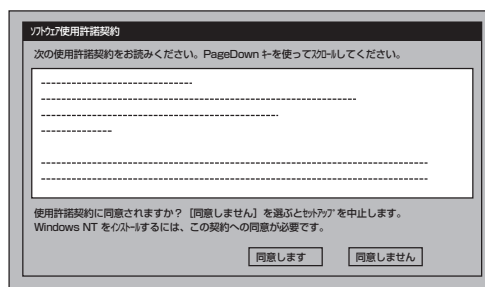 ｿﾌﾄｳｪｱ使用許諾契約
次の使用許諾契約をお読みください。PageDown ｷｰを使ってｽｸﾛｰﾙしてください。
使用許諾契約に同意されますか？［同意しません］を選ぶとｾｯﾄｱｯﾌﾟを中止します。
Windows NT をｲﾝｽﾄｰﾙするには、この契約への同意が必要です。
同意します　同意しません